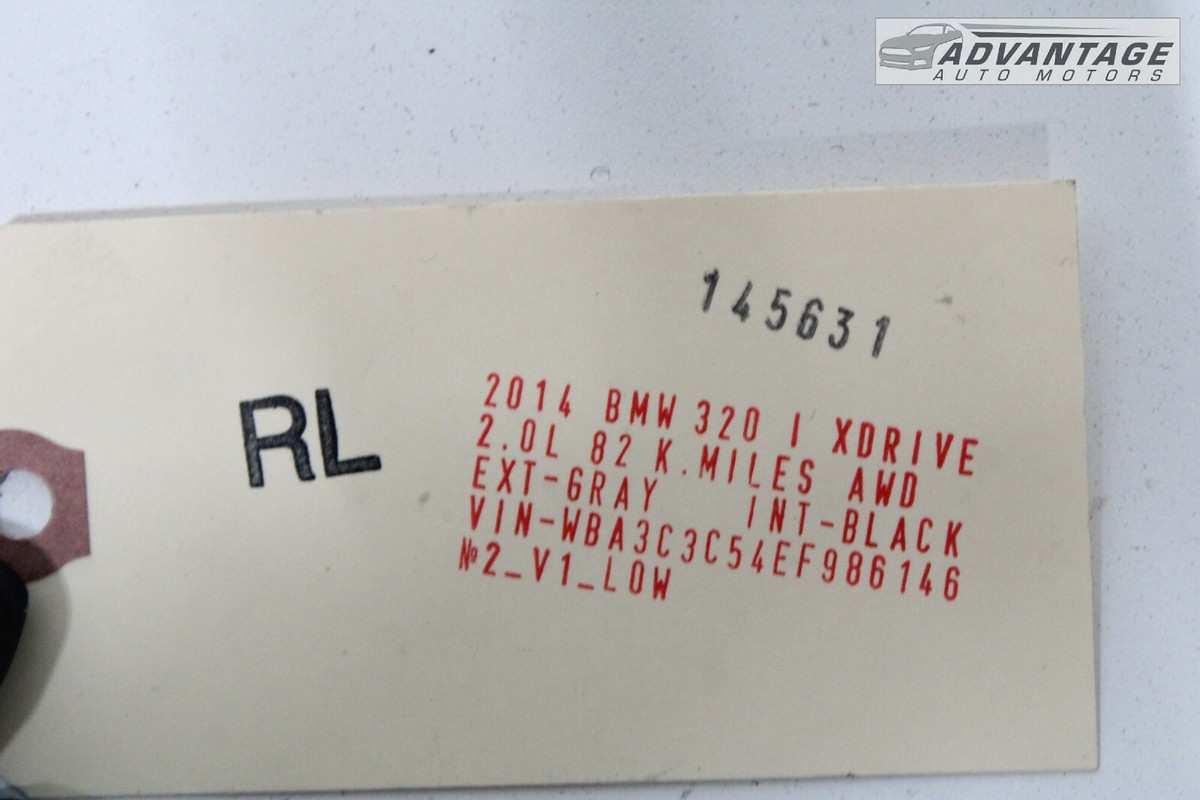 ADVANTAGE
AUTO MOTORS
145631
RL
2014 BMW 320 I XDRIVE
2.0L 82 K.MILES AWD
EXT-GRAY INT-BLACK
VIN-WBA3C3C54EF986146
№2_V1_LOW